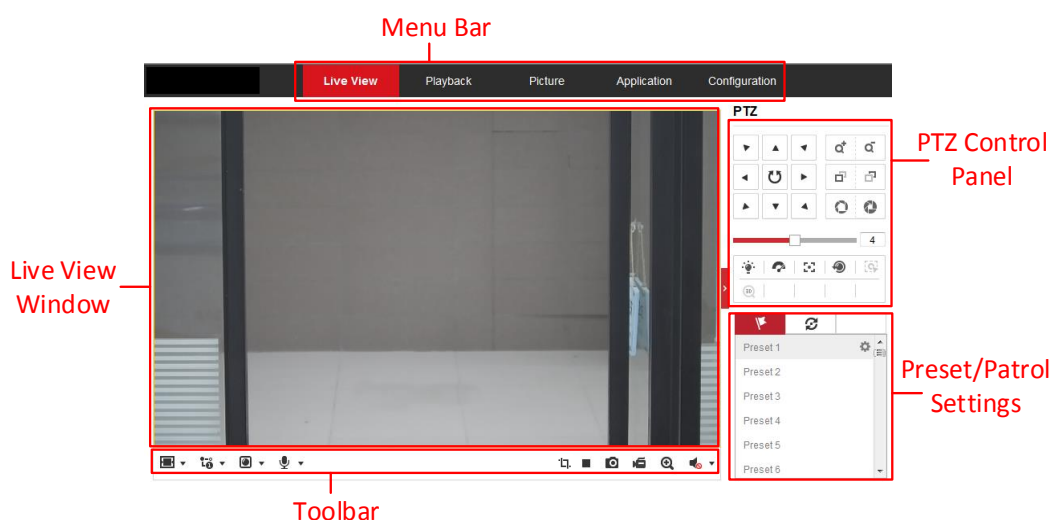 Menu Bar
Live View Playback Picture Application Configuration
PTZ
PTZ Control
Panel
4
3D
Live View
Window
Preset 1
Preset 2
Preset 3
Preset 4
Preset 5
Preset 6
Preset/Patrol
Settings
Toolbar